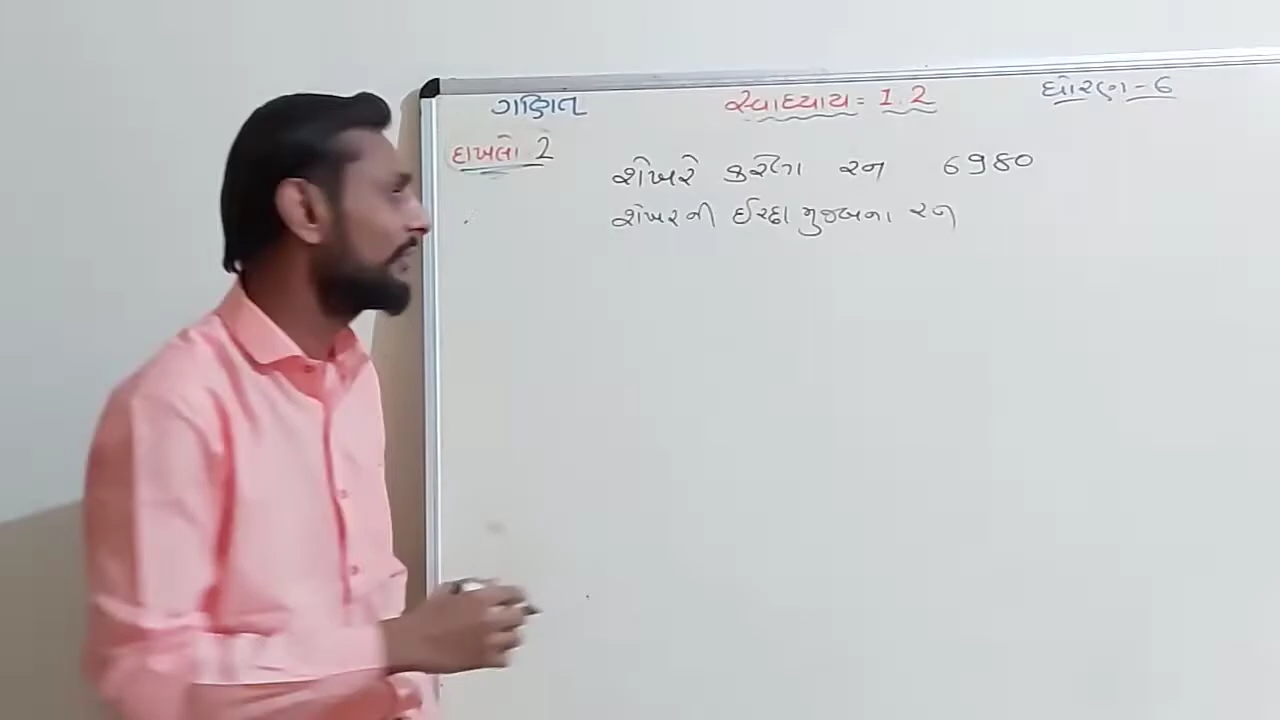 ગણિત સ્વાધ્યાય = 1.2 ધોરણ - 6
દાખલો 2
શેખરે કરેલા રન 6980
શેખરની ઈચ્છા મુજબના રન